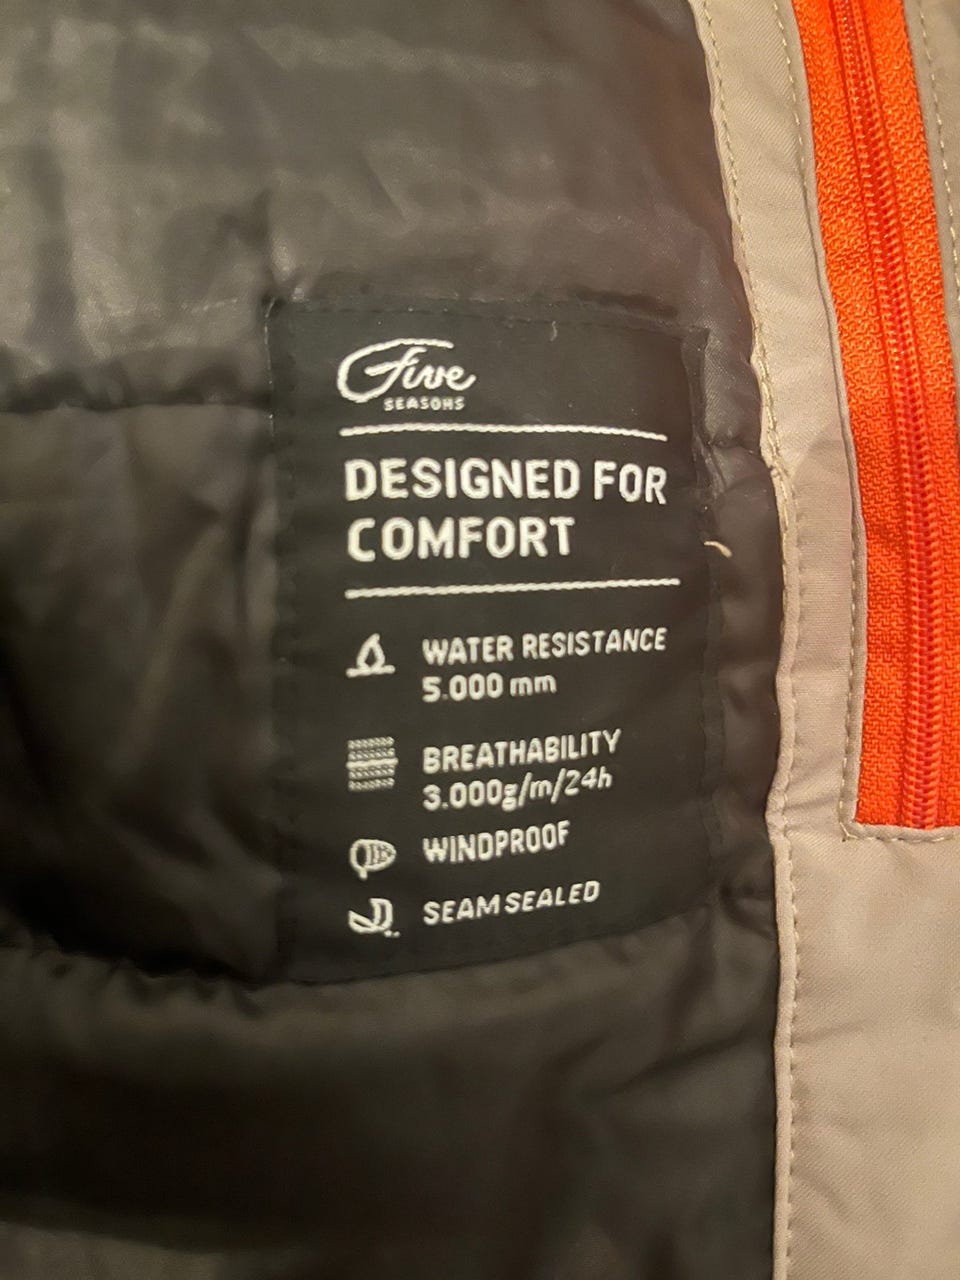 Five
SEASONS
DESIGNED FOR
COMFORT
WATER RESISTANCE
5.000 mm
BREATHABILITY
3.000g/m/24h
WINDPROOF
SEAM SEALED